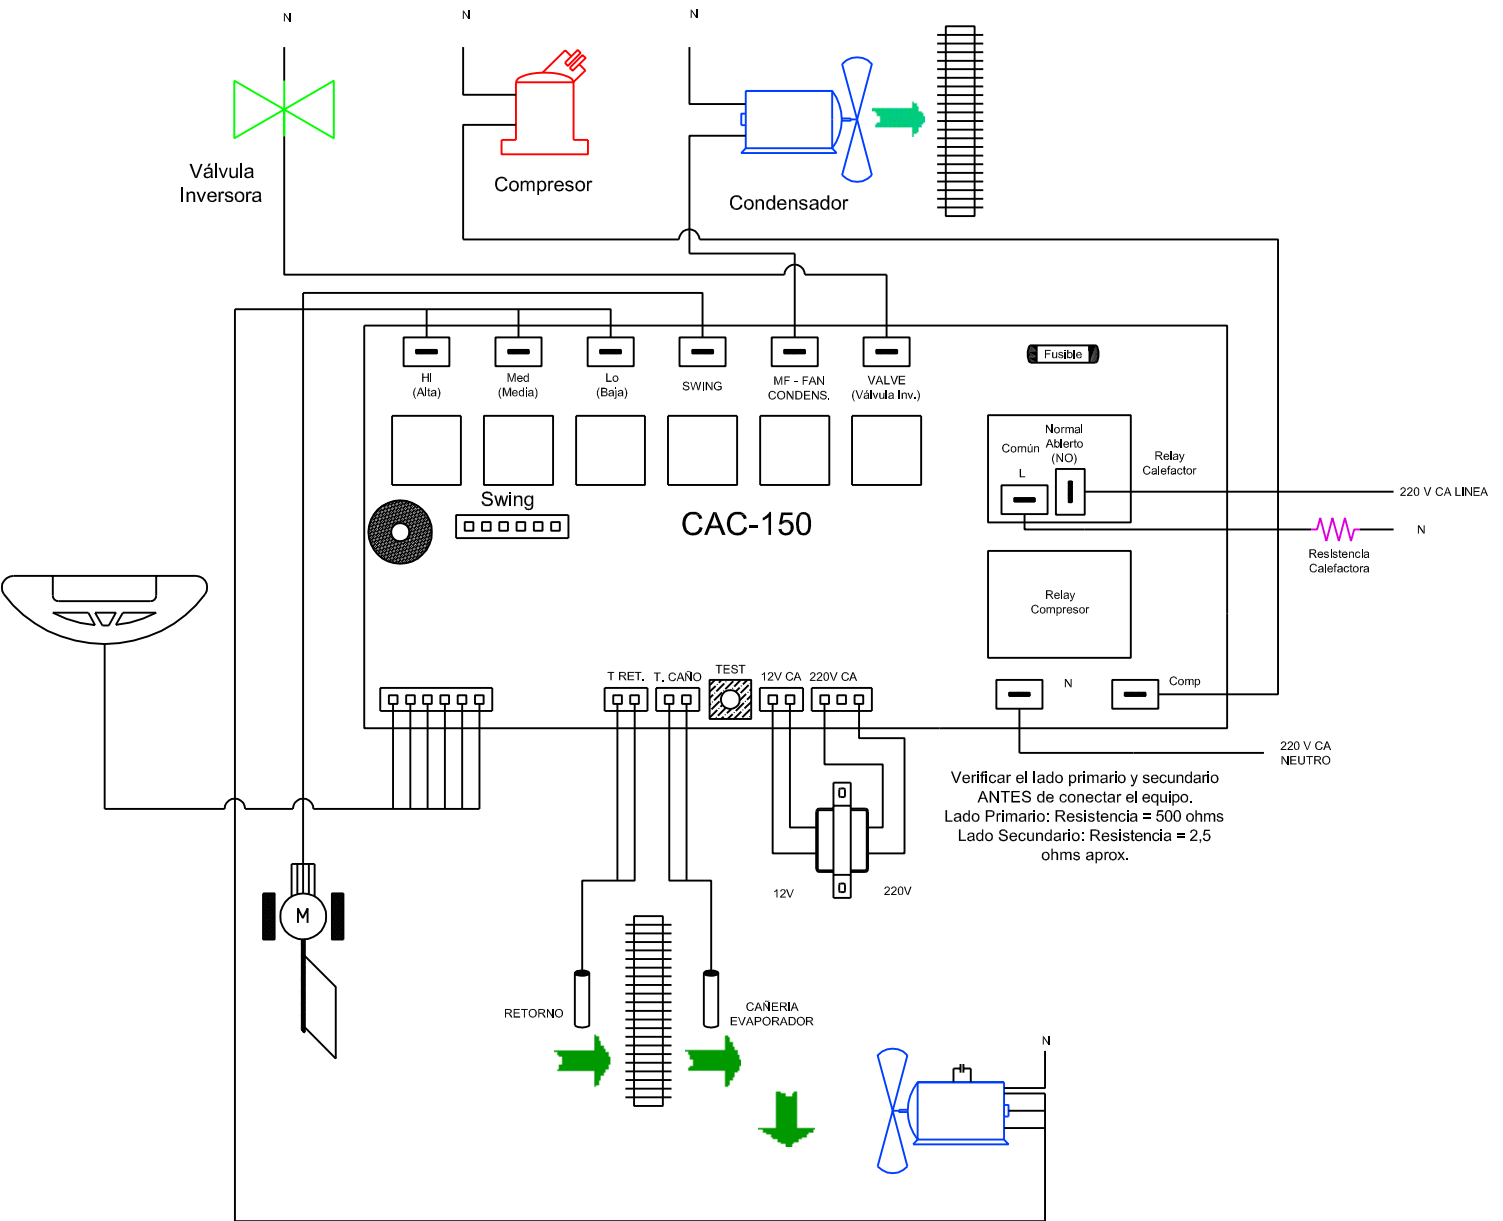 N
N
N
Válvula
Inversora
Compresor
Condensador
HI
(Alta)
Med
(Media)
Lo
(Baja)
SWING
MF - FAN
CONDENS.
VALVE
(Válvula Inv.)
Fusible
Normal
Abierto
(NO)
Común
L
Relay
Calefactor
220 V CA LINEA
N
Resistencia
Calefactora
Swing
CAC-150
Relay
Compresor
T RET.
T. CAÑO
TEST
12V CA
220V CA
N
Comp
220 V CA
NEUTRO
Verificar el lado primario y secundario
ANTES de conectar el equipo.
Lado Primario: Resistencia = 500 ohms
Lado Secundario: Resistencia = 2,5
ohms aprox.
12V
220V
M
RETORNO
CAÑERIA
EVAPORADOR
N